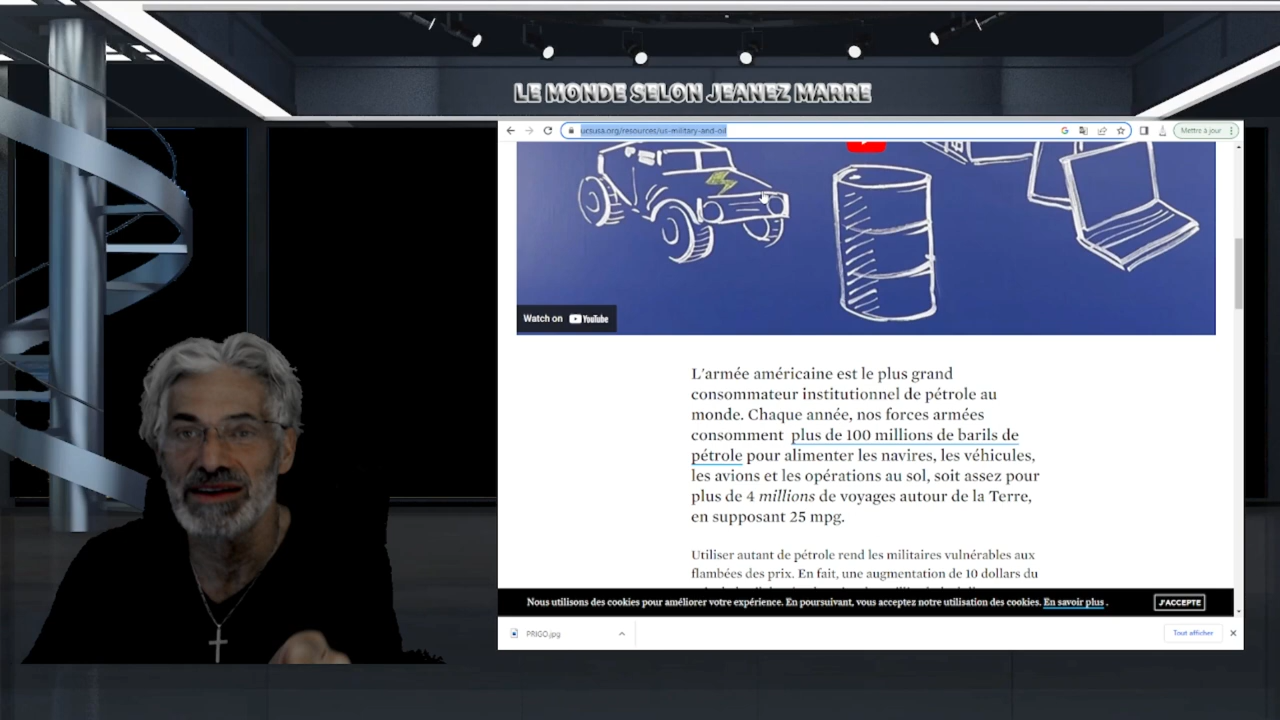 LE MONDE SELON JEANEZ MARRE
ucsusa.org/resources/us-military-and-oil
Mettre à jour
Watch on YouTube
L'armée américaine est le plus grand
consommateur institutionnel de pétrole au
monde. Chaque année, nos forces armées
consomment plus de 100 millions de barils de
pétrole pour alimenter les navires, les véhicules,
les avions et les opérations au sol, soit assez pour
plus de 4 millions de voyages autour de la Terre,
en supposant 25 mpg.
Utiliser autant de pétrole rend les militaires vulnérables aux
flambées des prix. En fait, une augmentation de 10 dollars du
Nous utilisons des cookies pour améliorer votre expérience. En poursuivant, vous acceptez notre utilisation des cookies. En savoir plus .
J'ACCEPTE
PRIGO.jpg
Tout afficher